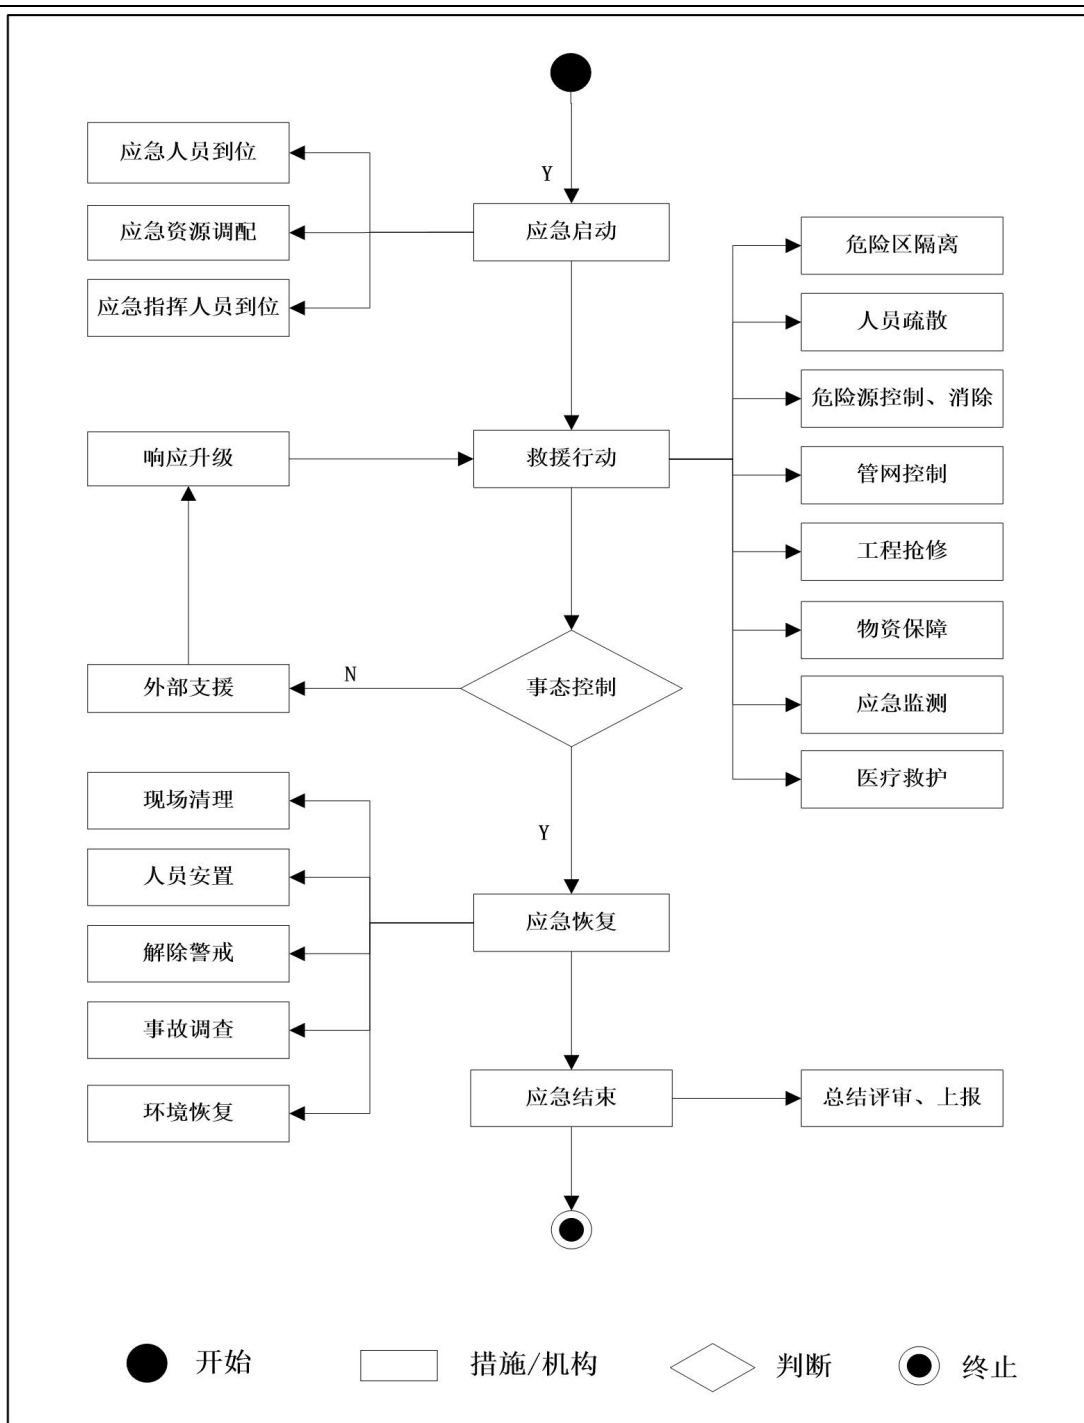 应急人员到位
Y
应急资源调配
应急启动
危险区隔离
应急指挥人员到位
人员疏散
危险源控制、消除
响应升级
救援行动
管网控制
工程抢修
物资保障
外部支援
N
事态控制
应急监测
医疗救护
现场清理
Y
人员安置
应急恢复
解除警戒
事故调查
环境恢复
应急结束
总结评审、上报
开始
措施/机构
判断
终止